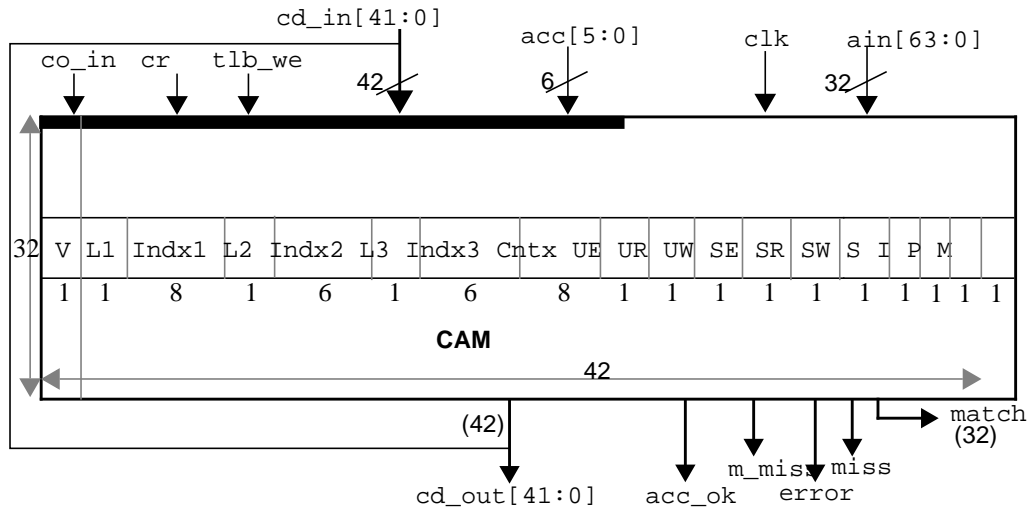 cd_in[41:0]
acc[5:0]
clk
ain[63:0]
co_in cr tlb_we
42
6
32
32
V L1 Indx1 L2 Indx2 L3 Indx3 Cntx UE UR UW SE SR SW S I P M
1 1 8 1 6 1 6 8 1 1 1 1 1 1 1 1 1 1
CAM
42
(42)
match
(32)
m_miss miss
cd_out[41:0] acc_ok error